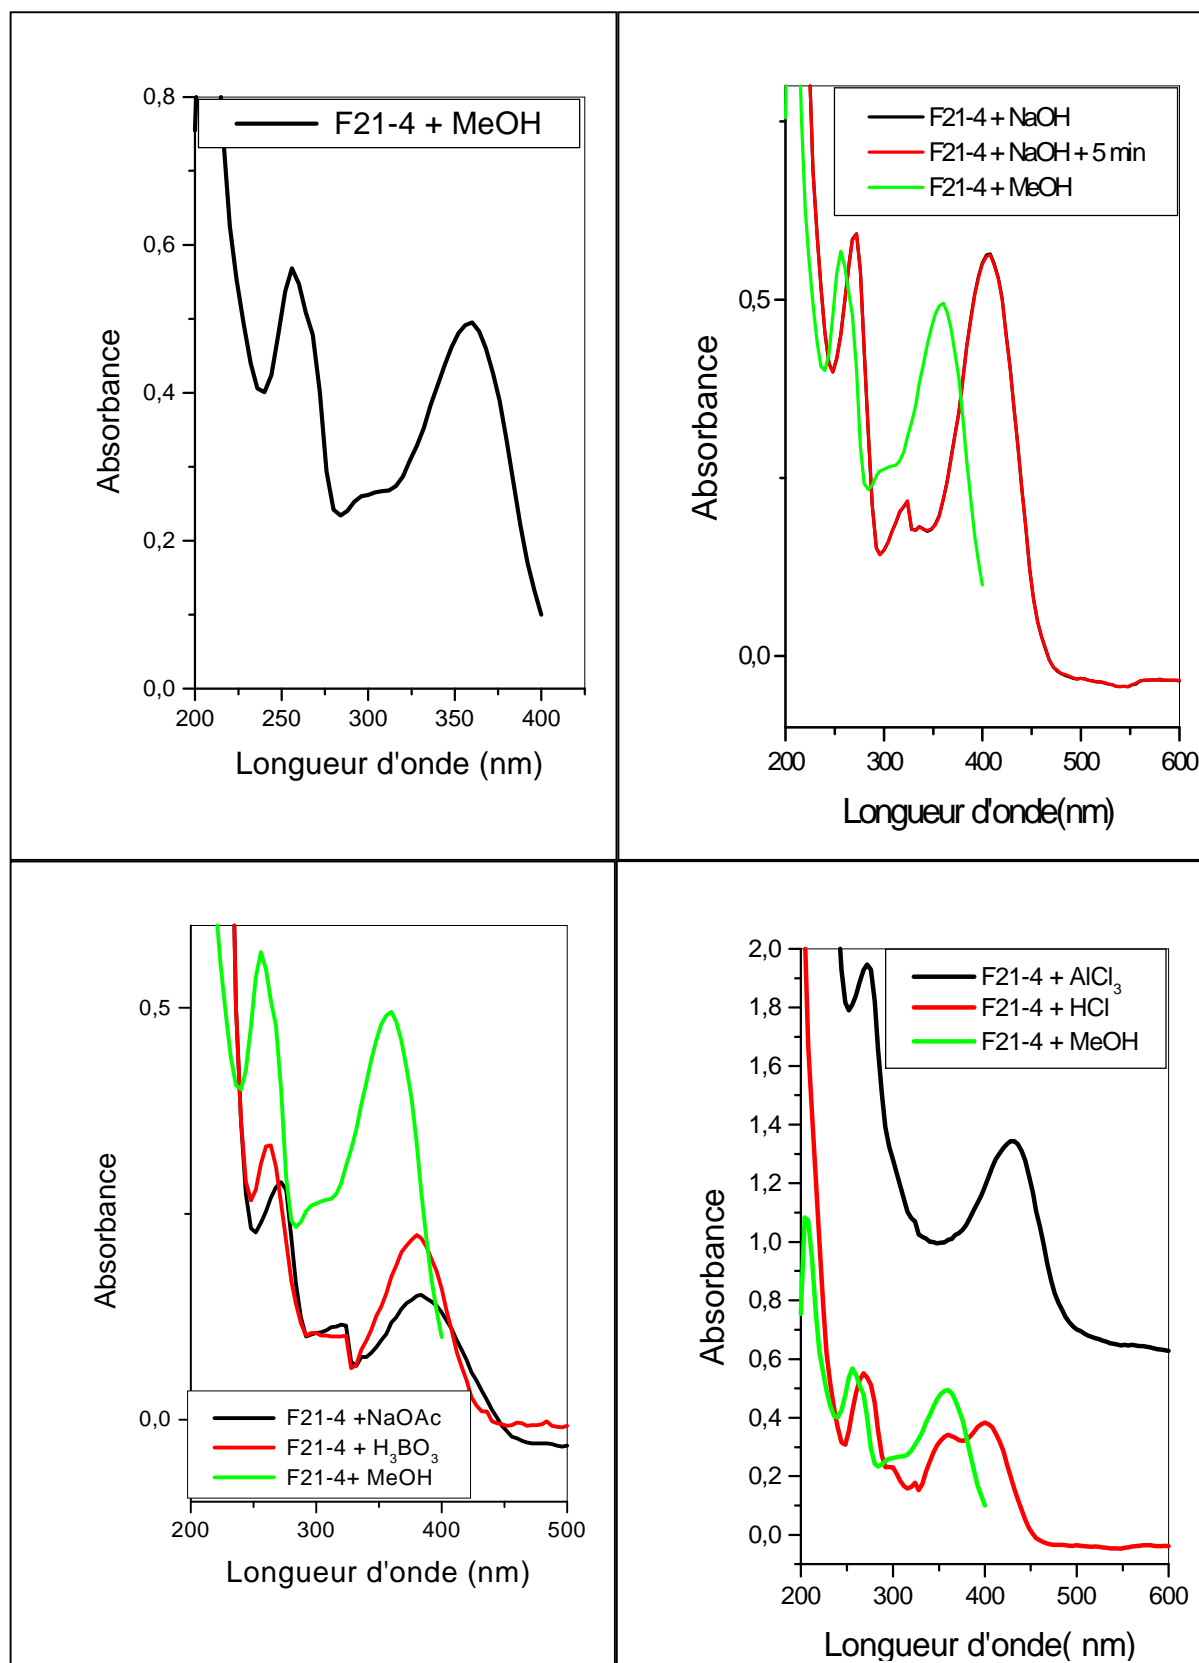 F21-4 + MeOH
0,8
0,6
0,4
0,2
0,0
Absorbance
200 250 300 350 400
Longueur d'onde (nm)
F21-4 + NaOH
F21-4 + NaOH + 5 min
F21-4 + MeOH
0,5
0,0
Absorbance
200 300 400 500 600
Longueur d'onde(nm)
0,5
0,0
Absorbance
F21-4 +NaOAc
F21-4 + H₃BO₃
F21-4+ MeOH
200 300 400 500
Longueur d'onde (nm)
F21-4 + AlCl₃
F21-4 + HCl
F21-4 + MeOH
2,0
1,8
1,6
1,4
1,2
1,0
0,8
0,6
0,4
0,2
0,0
Absorbance
200 300 400 500 600
Longueur d'onde( nm)